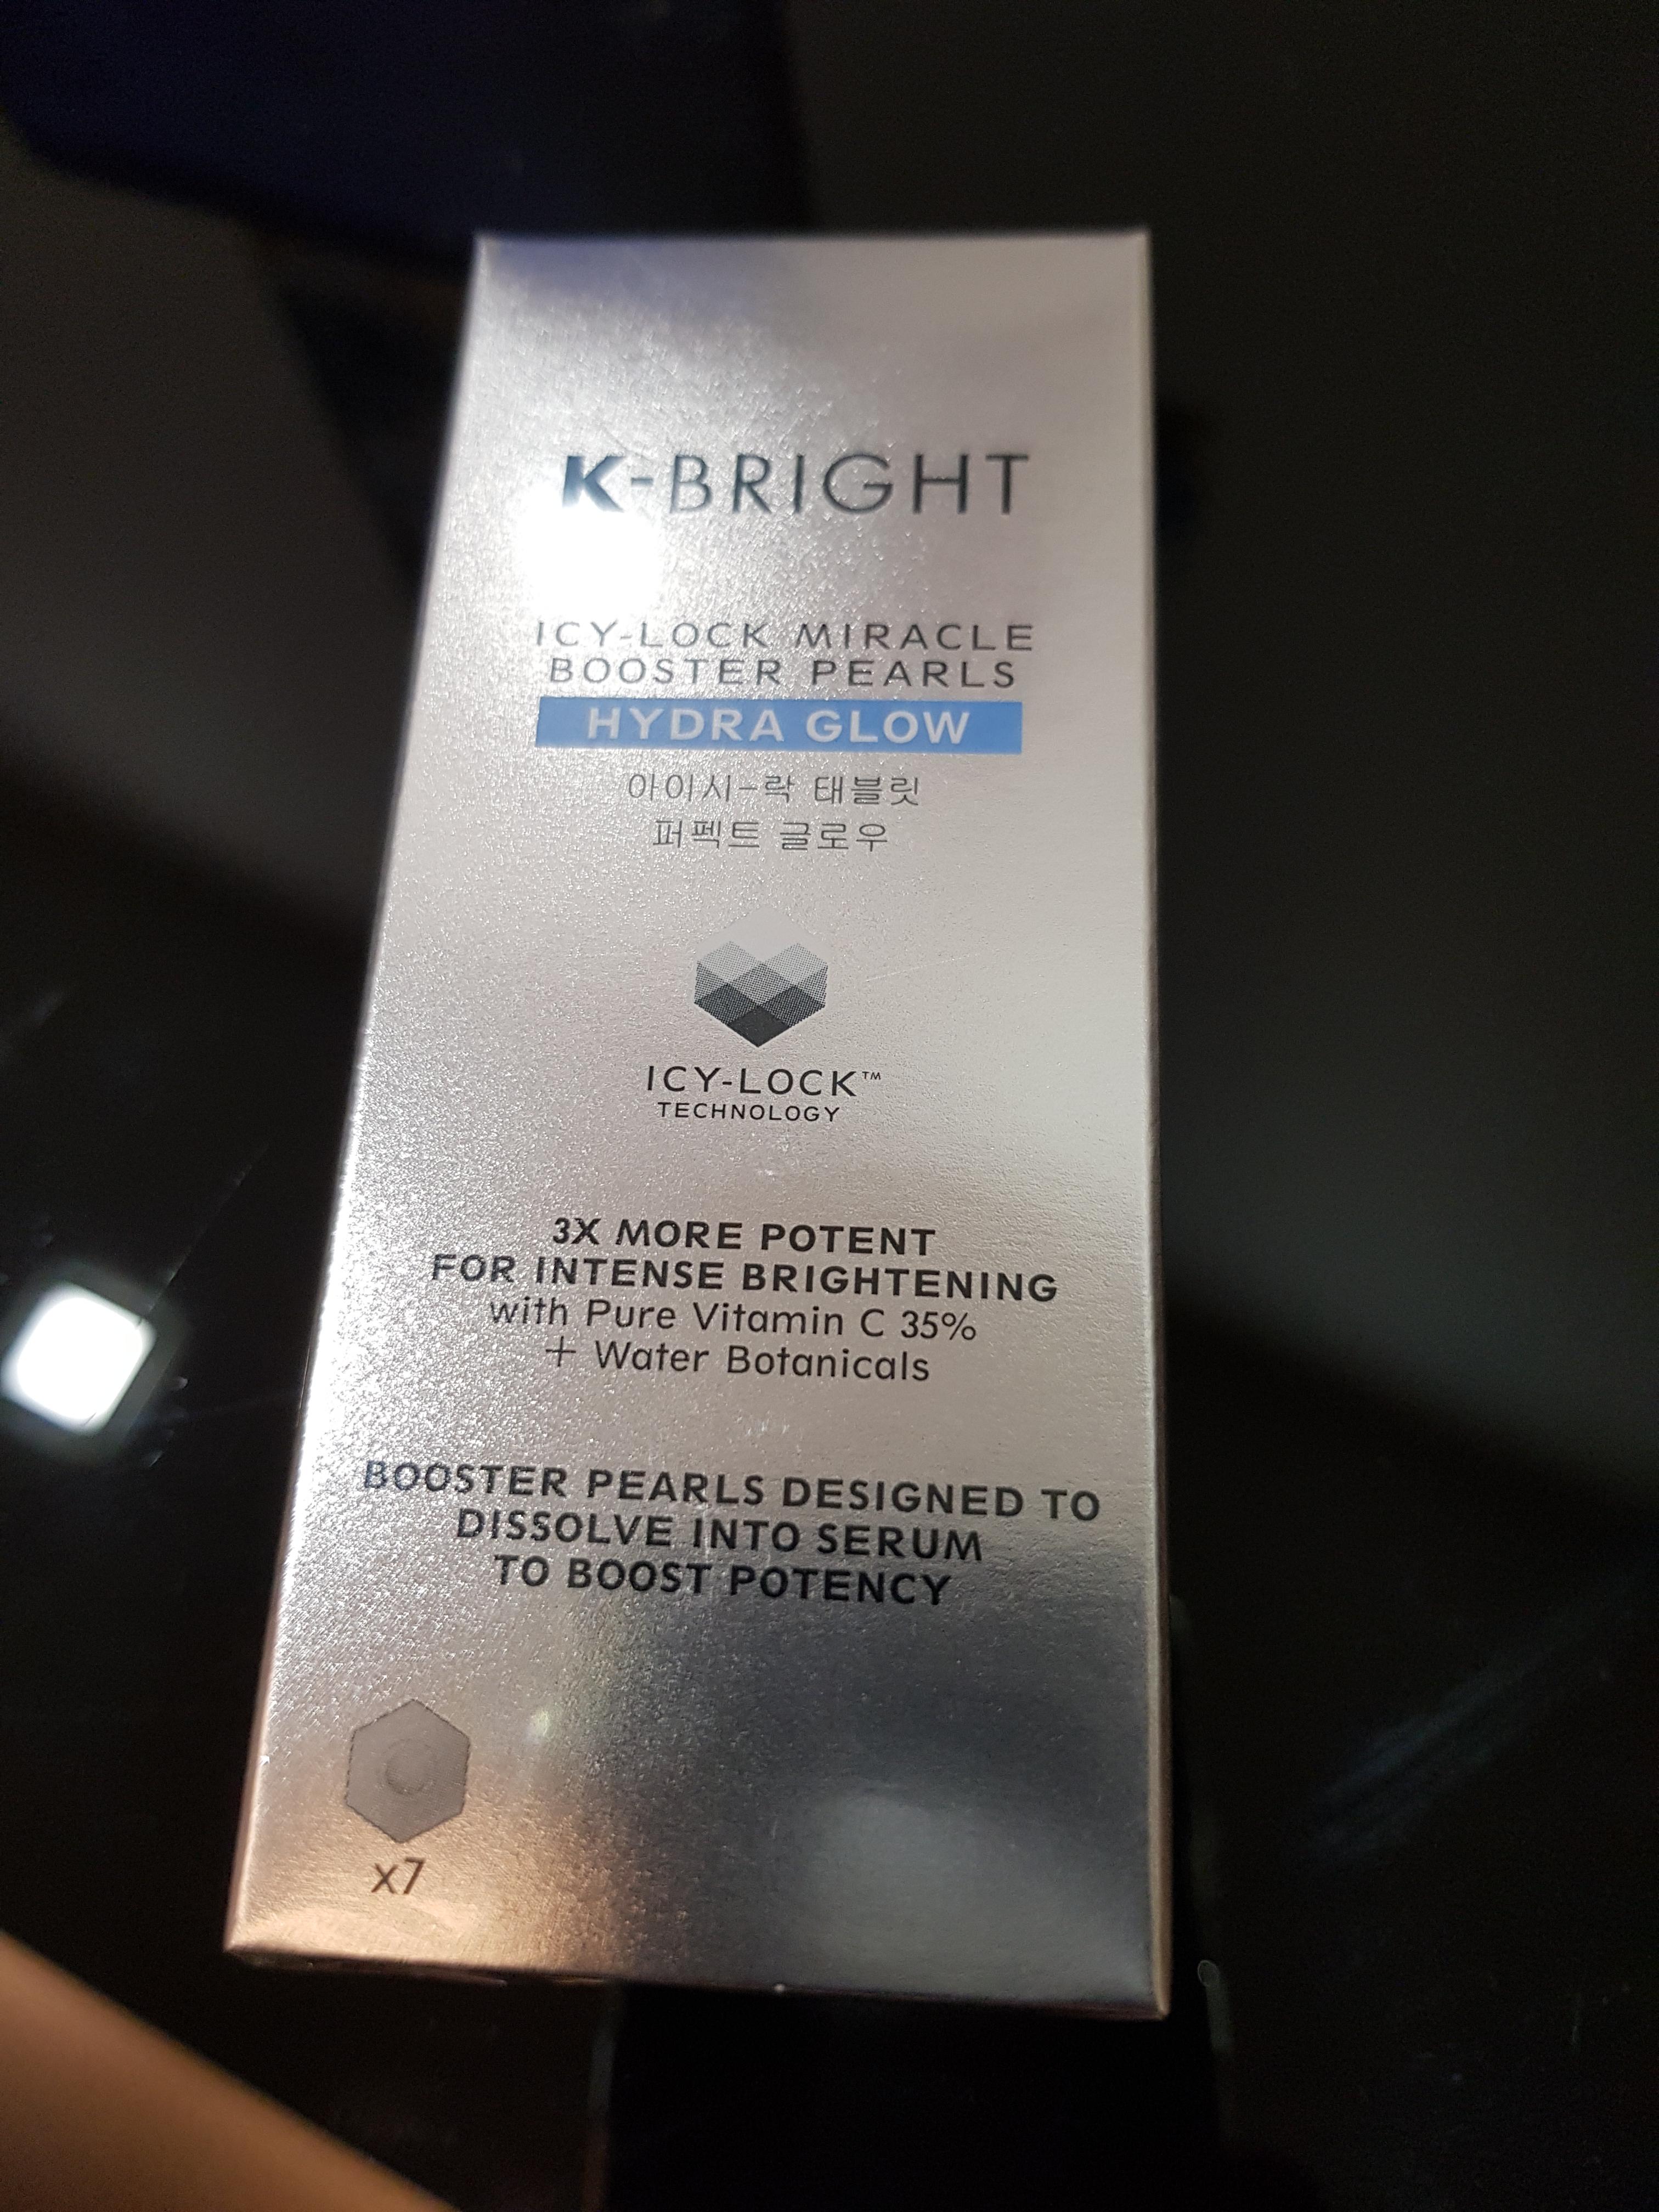 K-BRIGHT
ICY-LOCK MIRACLE
BOOSTER PEARLS
HYDRA GLOW
아이시-락 태블릿
퍼펙트 글로우
ICY-LOCK™
TECHNOLOGY
3X MORE POTENT
FOR INTENSE BRIGHTENING
with Pure Vitamin C 35%
+ Water Botanicals
BOOSTER PEARLS DESIGNED TO
DISSOLVE INTO SERUM
TO BOOST POTENCY
x7